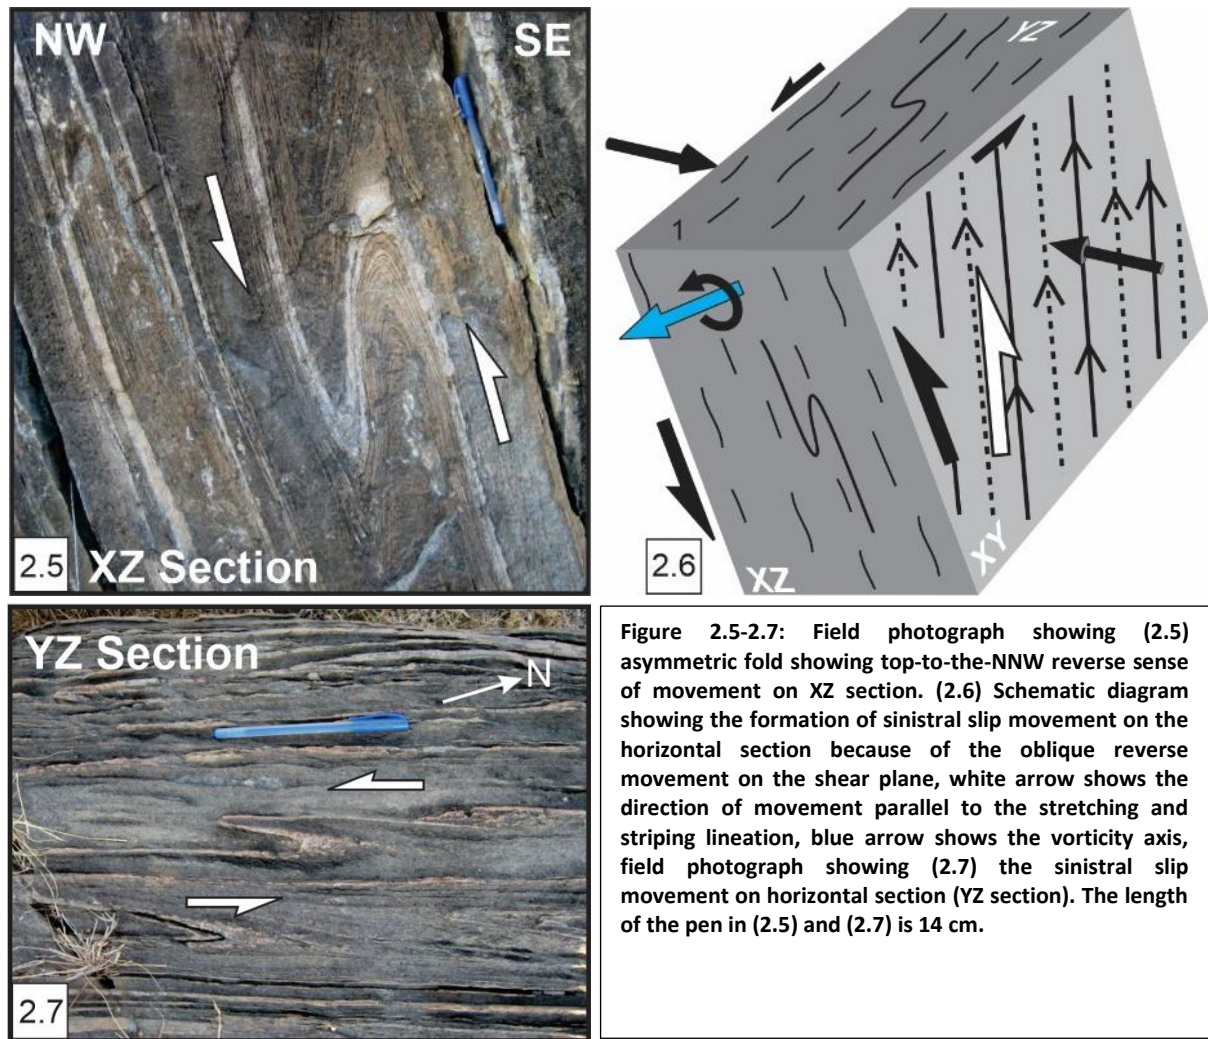 NW
SE
2.5
XZ Section
YZ
1
2.6
XZ
XY
YZ Section
N
2.7
Figure 2.5-2.7: Field photograph showing (2.5)
asymmetric fold showing top-to-the-NNW reverse sense
of movement on XZ section. (2.6) Schematic diagram
showing the formation of sinistral slip movement on the
horizontal section because of the oblique reverse
movement on the shear plane, white arrow shows the
direction of movement parallel to the stretching and
striping lineation, blue arrow shows the vorticity axis,
field photograph showing (2.7) the sinistral slip
movement on horizontal section (YZ section). The length
of the pen in (2.5) and (2.7) is 14 cm.